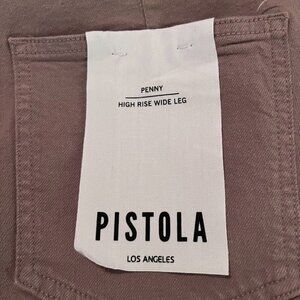 PENNY
HIGH RISE WIDE LEG
PISTOLA
LOS ANGELES